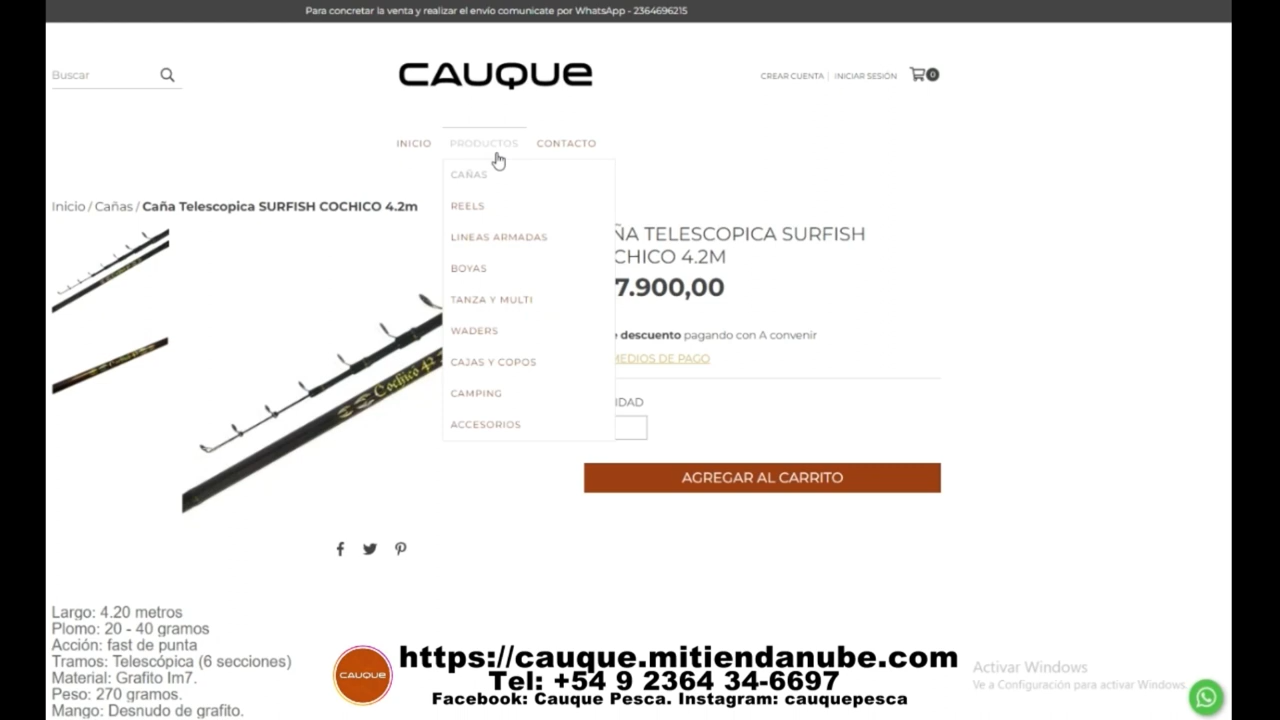 Para concretar la venta y realizar el envío comunicate por WhatsApp - 2364696215
Buscar
CAUQUE
CREAR CUENTA | INICIAR SESIÓN
0
INICIO PRODUCTOS CONTACTO
CAÑAS
REELS
LINEAS ARMADAS
BOYAS
TANZA Y MULTI
WADERS
CAJAS Y COPOS
CAMPING
ACCESORIOS
Inicio / Cañas / Caña Telescopica SURFISH COCHICO 4.2m
ÑA TELESCOPICA SURFISH
CHICO 4.2M
7.900,00
descuento pagando con A convenir
MEDIOS DE PAGO
IDAD
Cochico 42
AGREGAR AL CARRITO
Largo: 4.20 metros
Plomo: 20 - 40 gramos
Acción: fast de punta
Tramos: Telescópica (6 secciones)
Material: Grafito Im7.
Peso: 270 gramos.
Mango: Desnudo de grafito.
CAUQUE
https://cauque.mitiendanube.com
Tel: +54 9 2364 34-6697
Facebook: Cauque Pesca. Instagram: cauquepesca
Activar Windows
Ve a Configuración para activar Windows.